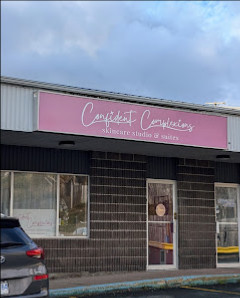 Confident Complexions
skincare studio & suites